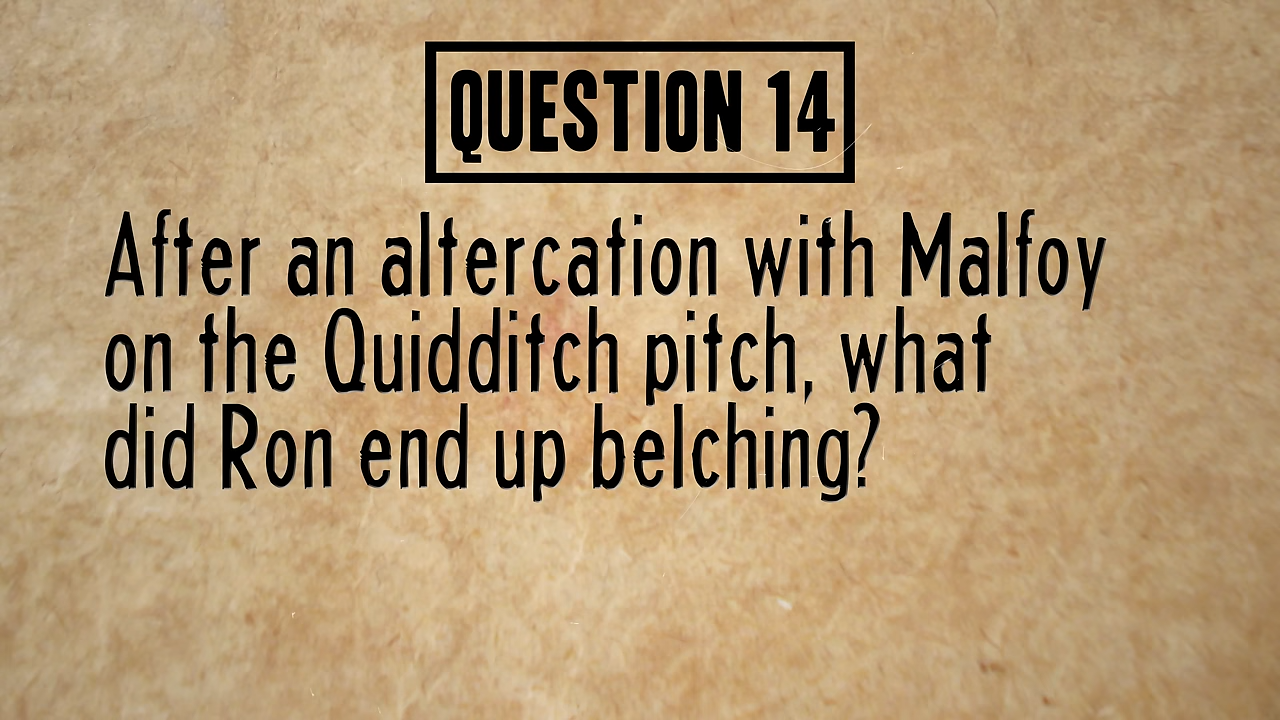 QUESTION 14
After an altercation with Malfoy
on the Quidditch pitch, what
did Ron end up belching?